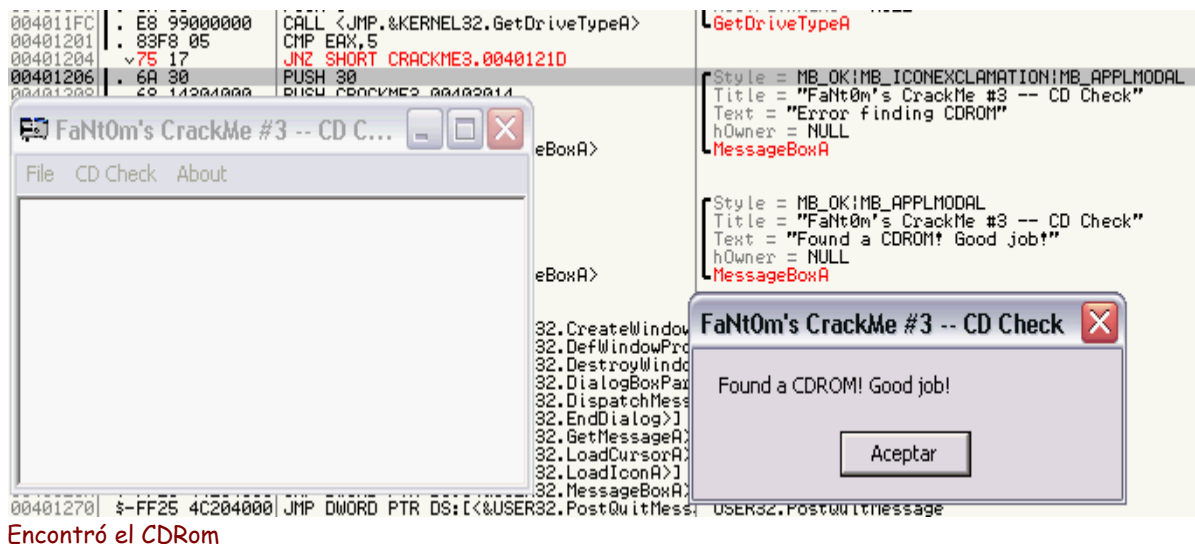 004011FC . E8 99000000 CALL <JMP.&KERNEL32.GetDriveTypeA> GetDriveTypeA
00401201 . 83F8 05 CMP EAX,5
00401204 75 17 JNZ SHORT CRACKME3.0040121D
00401206 . 6A 30 PUSH 30 Style = MB_OK|MB_ICONEXCLAMATION|MB_APPLMODAL
Title = "FaNt0m's CrackMe #3 -- CD Check"
Text = "Error finding CDROM"
hOwner = NULL
eBoxA> MessageBoxA
FaNt0m's CrackMe #3 -- CD C...
File CD Check About
Style = MB_OK|MB_APPLMODAL
Title = "FaNt0m's CrackMe #3 -- CD Check"
Text = "Found a CDROM! Good job!"
hOwner = NULL
eBoxA> MessageBoxA
32.CreateWindow
32.DefWindowPro
32.DestroyWindo
32.DialogBoxPar
32.DispatchMess
32.EndDialog>]
32.GetMessageA>
32.LoadCursorA>
32.LoadIconA>]
32.MessageBoxA>
FaNt0m's CrackMe #3 -- CD Check
Found a CDROM! Good job!
Aceptar
00401270 $-FF25 4C204000 JMP DWORD PTR DS:[<&USER32.PostQuitMess USER32.PostQuitMessage
Encontró el CDRom